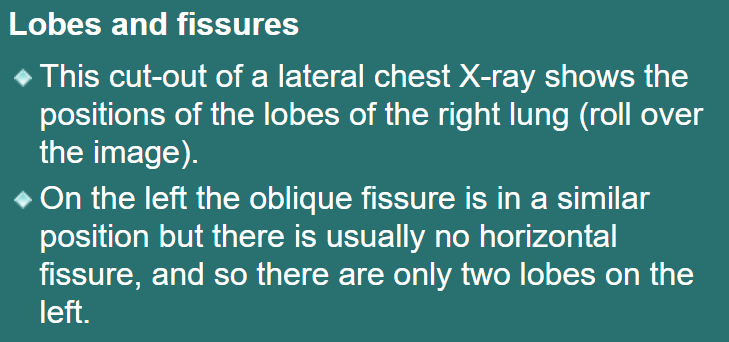 Lobes and fissures
This cut-out of a lateral chest X-ray shows the
positions of the lobes of the right lung (roll over
the image).
On the left the oblique fissure is in a similar
position but there is usually no horizontal
fissure, and so there are only two lobes on the
left.